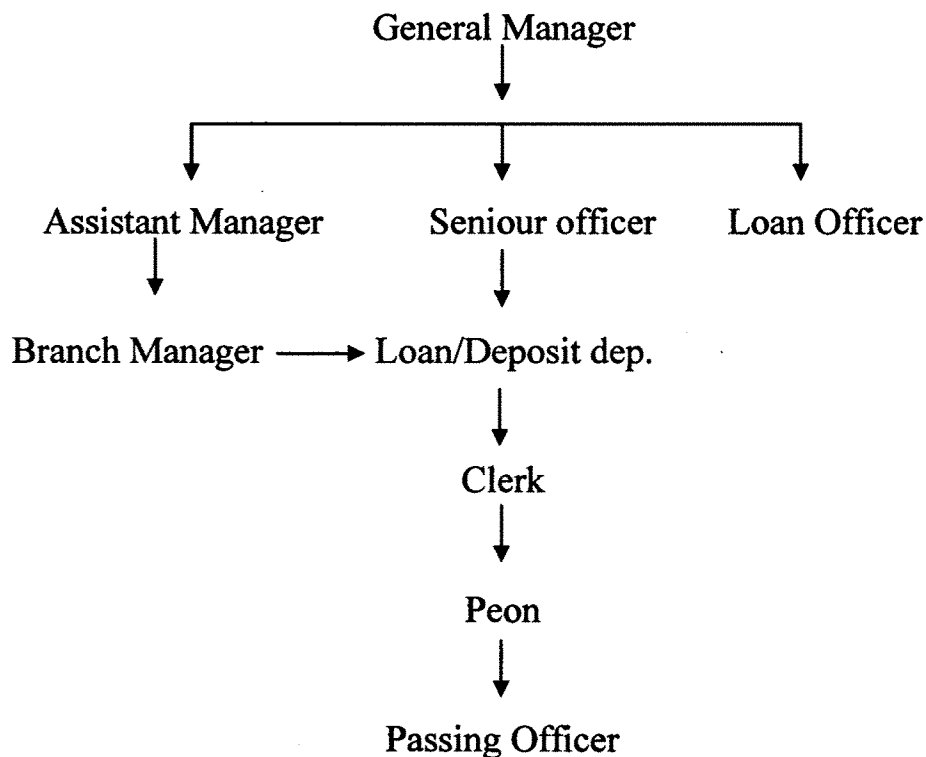 General Manager
Assistant Manager Seniour officer Loan Officer
Branch Manager Loan/Deposit dep.
Clerk
Peon
Passing Officer